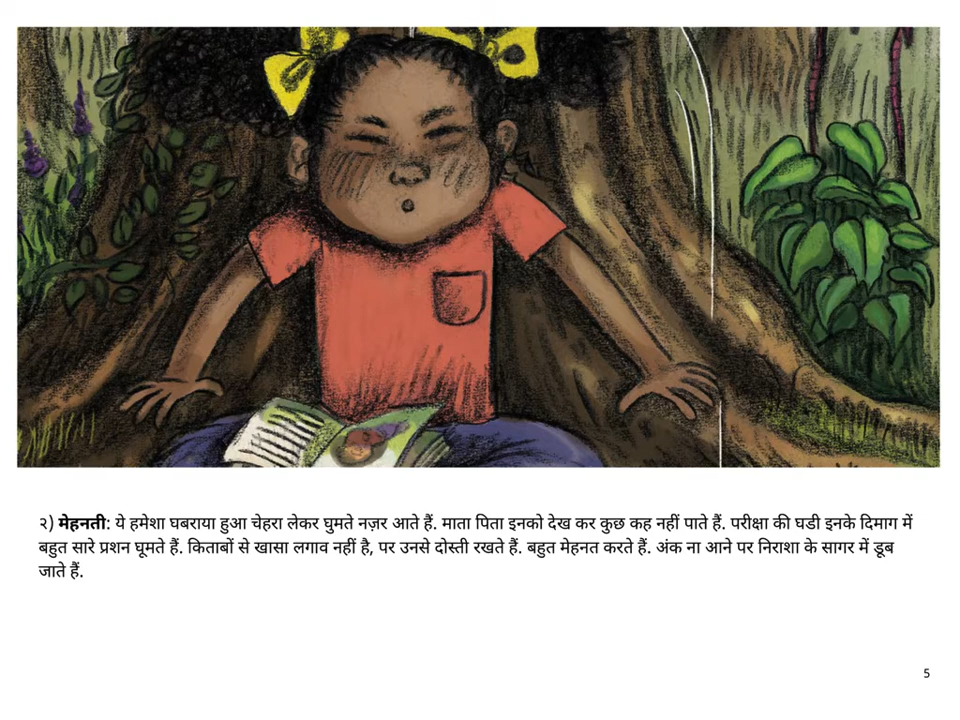 २) मेहनती: ये हमेशा घबराया हुआ चेहरा लेकर घुमते नज़र आते हैं. माता पिता इनको देख कर कुछ कह नहीं पाते हैं. परीक्षा की घडी इनके दिमाग में
बहुत सारे प्रशन घूमते हैं. किताबों से खासा लगाव नहीं है, पर उनसे दोस्ती रखते हैं. बहुत मेहनत करते हैं. अंक ना आने पर निराशा के सागर में डूब
जाते हैं.
5